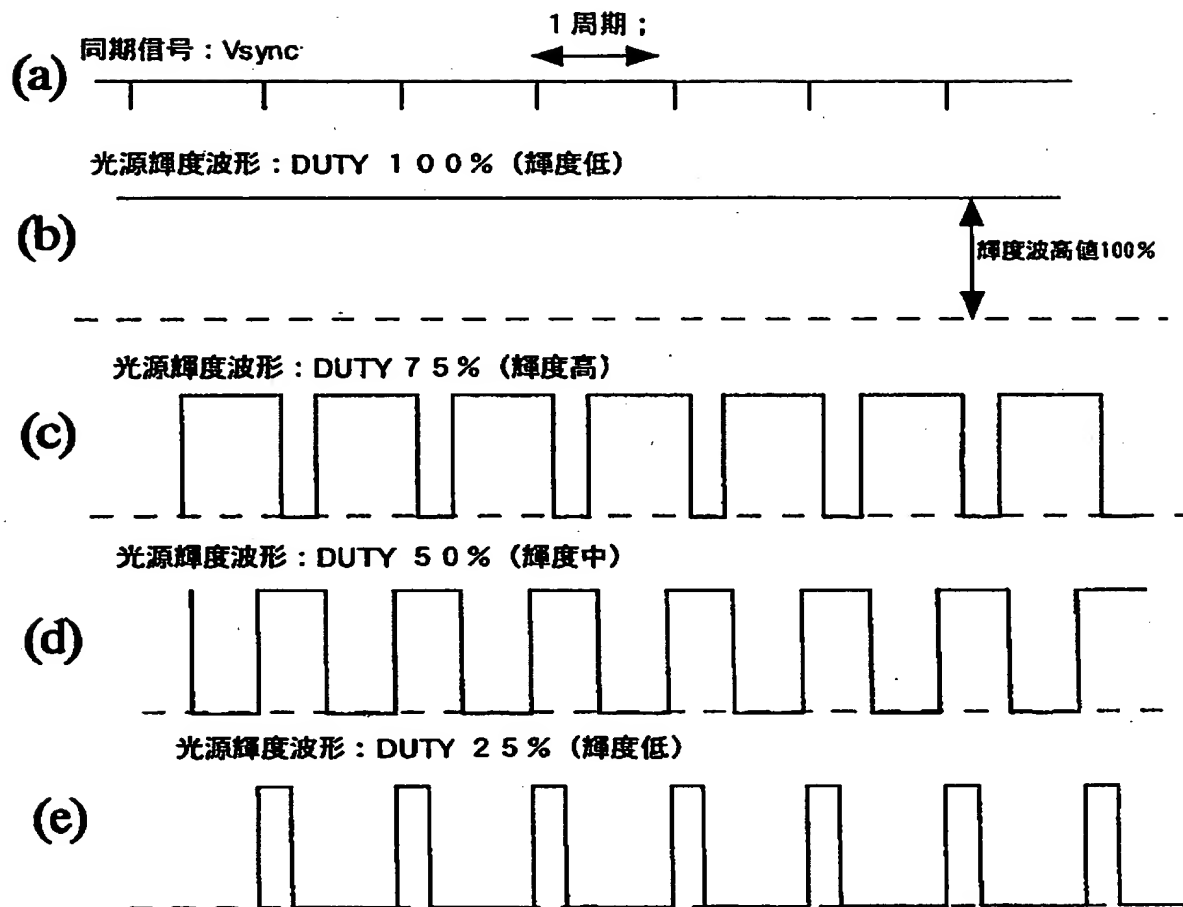 1周期；
同期信号：Vsync
(a)
光源輝度波形：DUTY １００％（輝度低）
(b)
輝度波高値100％
光源輝度波形：DUTY ７５％（輝度高）
(c)
光源輝度波形：DUTY ５０％（輝度中）
(d)
光源輝度波形：DUTY ２５％（輝度低）
(e)